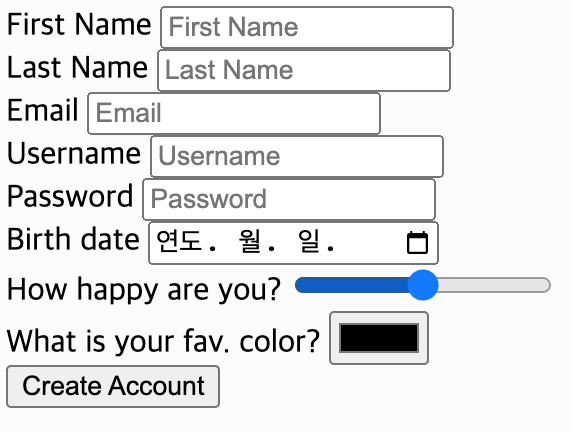 First Name First Name
Last Name Last Name
Email Email
Username Username
Password Password
Birth date 연도. 월. 일.
How happy are you?
What is your fav. color?
Create Account